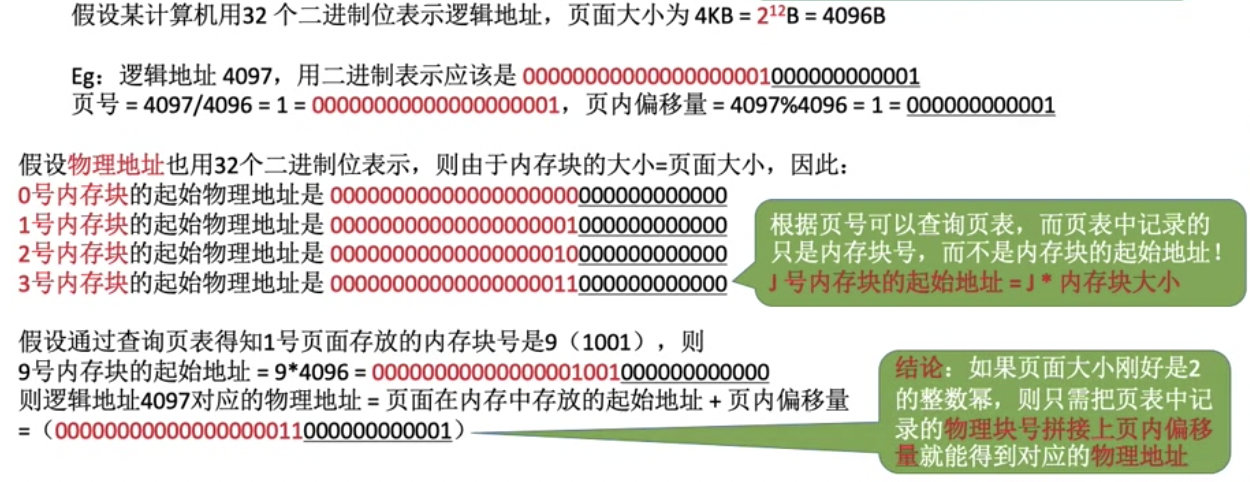 假设某计算机用32 个二进制位表示逻辑地址，页面大小为 4KB = 2¹²B = 4096B
Eg：逻辑地址 4097，用二进制表示应该是 00000000000000000001000000000001
页号 = 4097/4096 = 1 = 00000000000000000001，页内偏移量 = 4097%4096 = 1 = 000000000001
假设物理地址也用32个二进制位表示，则由于内存块的大小=页面大小，因此：
0号内存块的起始物理地址是 00000000000000000000000000000000
1号内存块的起始物理地址是 00000000000000000001000000000000
2号内存块的起始物理地址是 00000000000000000010000000000000
3号内存块的起始物理地址是 00000000000000000011000000000000
根据页号可以查询页表，而页表中记录的
只是内存块号，而不是内存块的起始地址！
J 号内存块的起始地址 = J * 内存块大小
假设通过查询页表得知1号页面存放的内存块号是9（1001），则
9号内存块的起始地址 = 9*4096 = 00000000000000001001000000000000
则逻辑地址4097对应的物理地址 = 页面在内存中存放的起始地址 + 页内偏移量
=（00000000000000000011000000000001）
结论：如果页面大小刚好是2
的整数幂，则只需把页表中记
录的物理块号拼接上页内偏移
量就能得到对应的物理地址